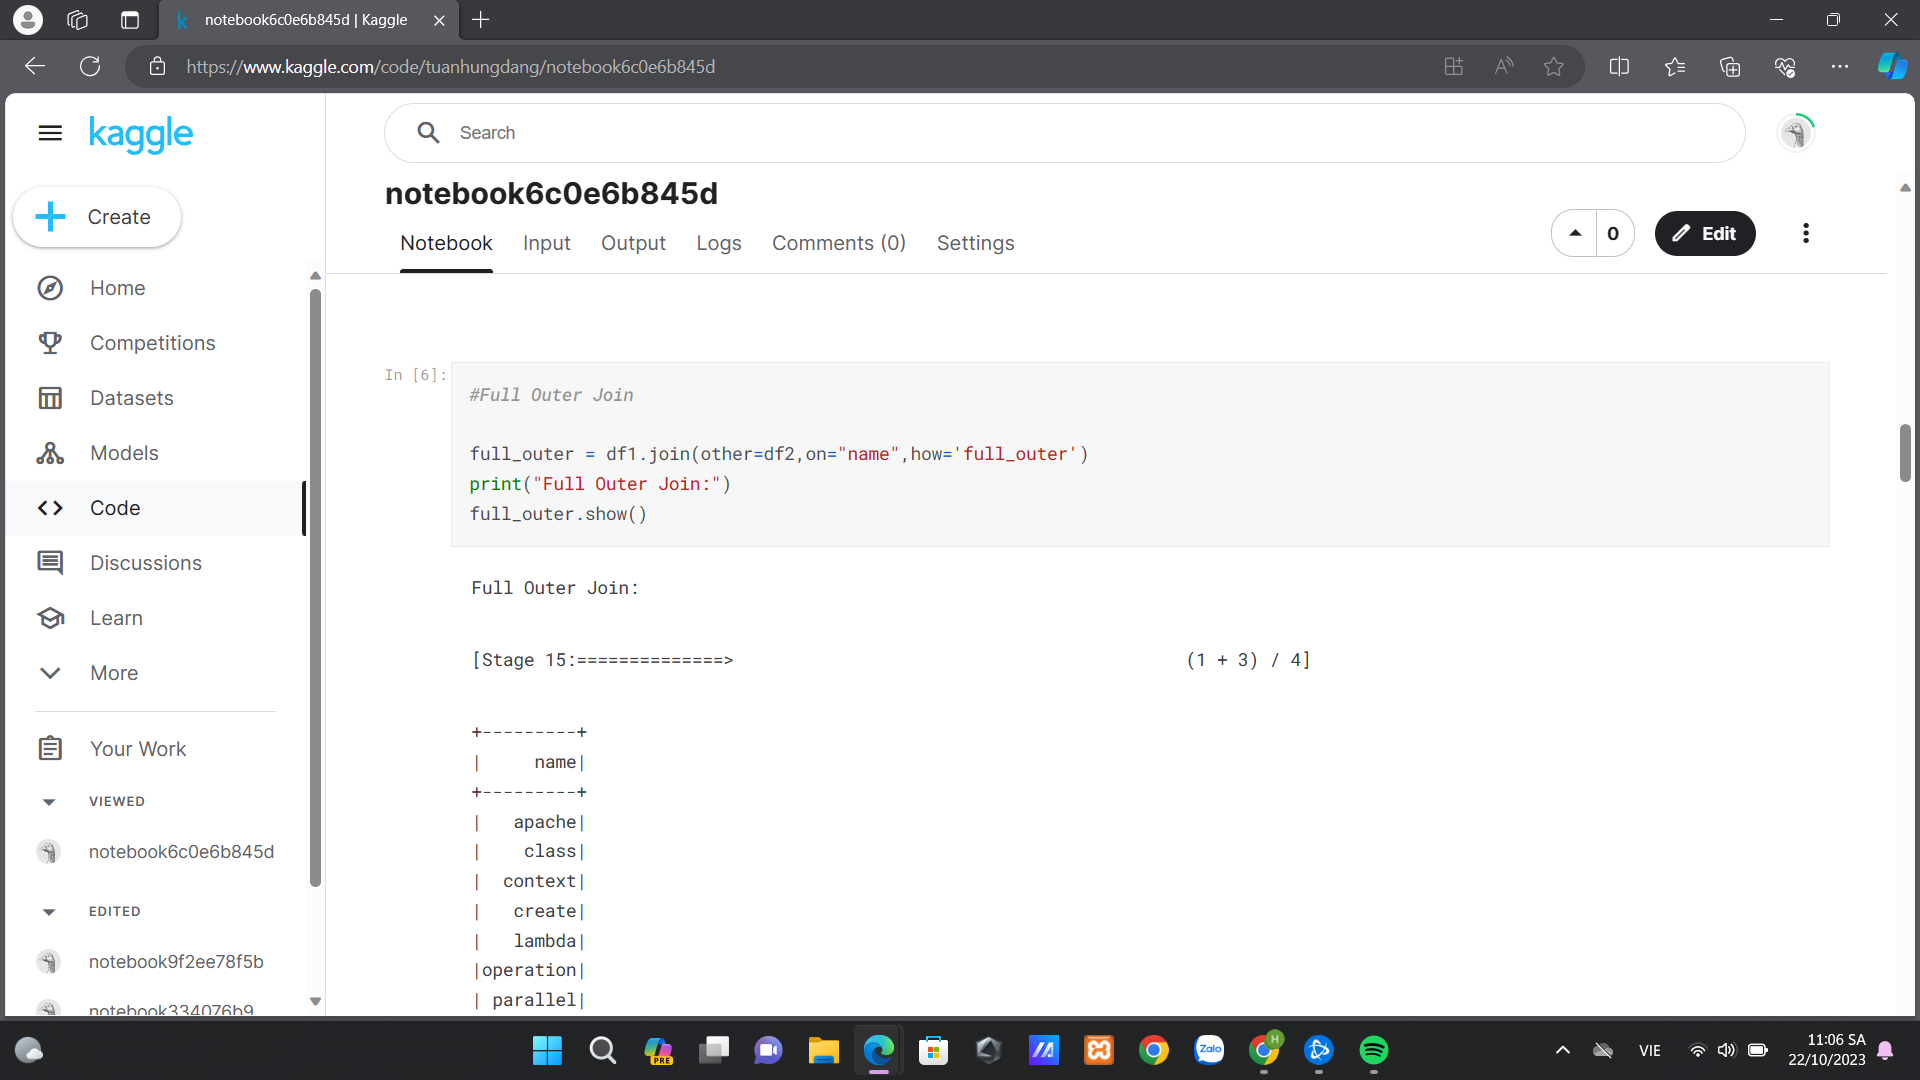 notebook6c0e6b845d | Kaggle
https://www.kaggle.com/code/tuanhungdang/notebook6c0e6b845d
kaggle
Search
Create
Home
Competitions
Datasets
Models
Code
Discussions
Learn
More
Your Work
VIEWED
notebook6c0e6b845d
EDITED
notebook9f2ee78f5b
notebook334076b9
notebook6c0e6b845d
Notebook Input Output Logs Comments (0) Settings
0 Edit
In [6]:
#Full Outer Join
full_outer = df1.join(other=df2,on="name",how='full_outer')
print("Full Outer Join:")
full_outer.show()
Full Outer Join:
[Stage 15:==============> (1 + 3) / 4]
+---------+
|     name|
+---------+
|   apache|
|    class|
|  context|
|   create|
|   lambda|
|operation|
| parallel|
PRE
Zalo
H
VIE
11:06 SA
22/10/2023